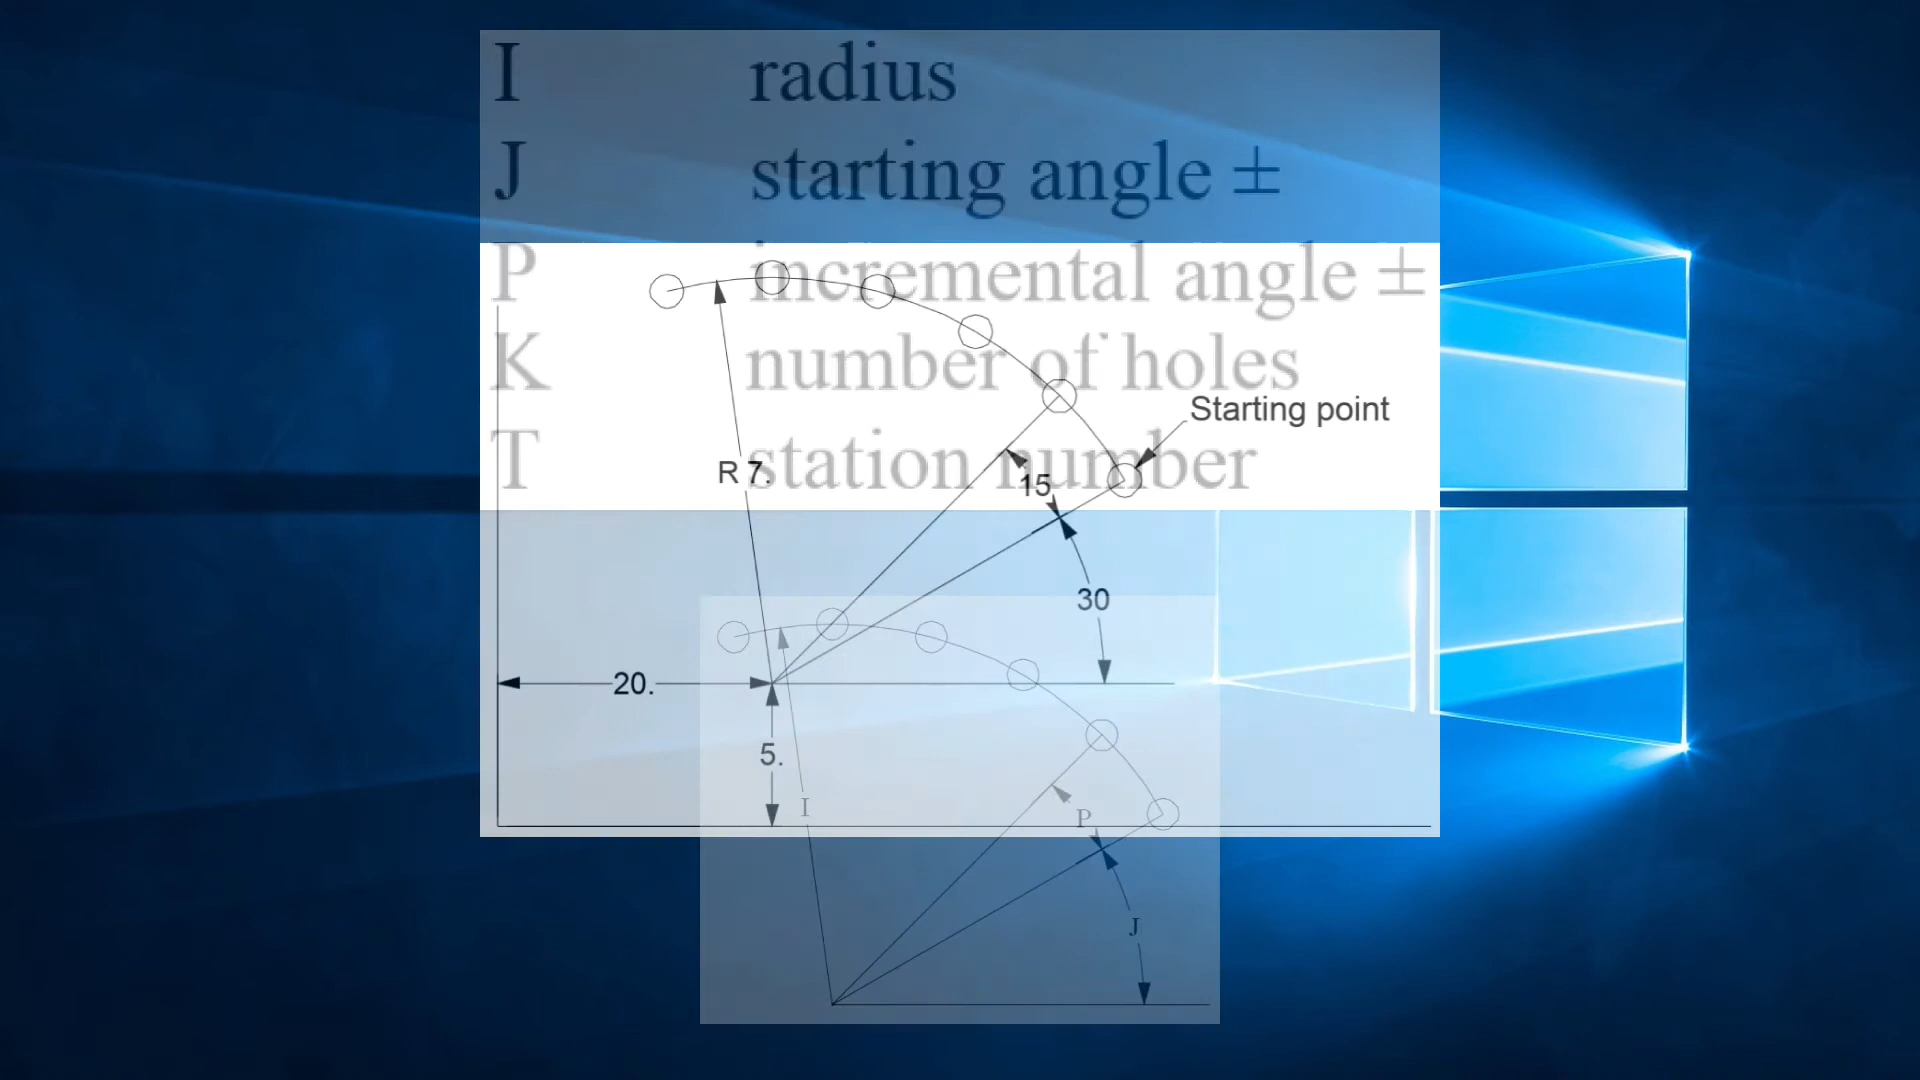 I radius
J starting angle ±
P incremental angle ±
K number of holes
Starting point
T station number
R 7.
15
30
20.
5.
I
P
J